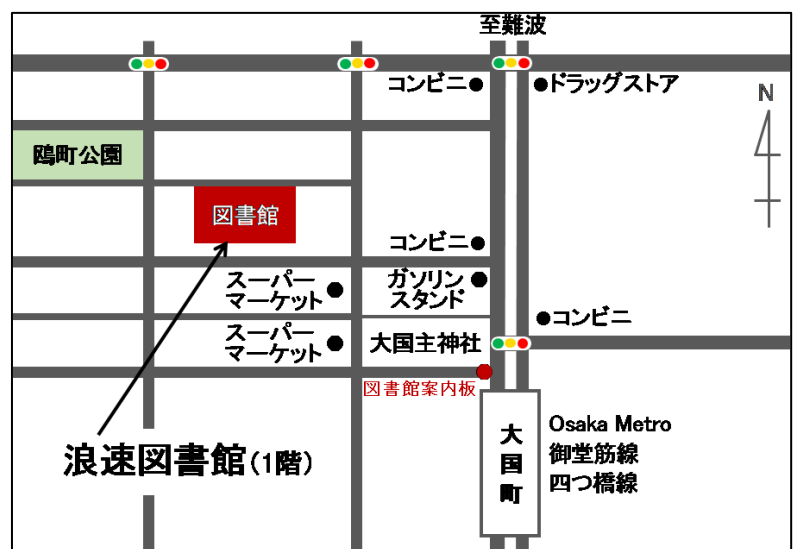 至難波
コンビニ
ドラッグストア
N
鴎町公園
図書館
コンビニ
スーパー
マーケット
ガソリン
スタンド
コンビニ
スーパー
マーケット
大国主神社
図書館案内板
浪速図書館(1階)
大国町
Osaka Metro
御堂筋線
四つ橋線